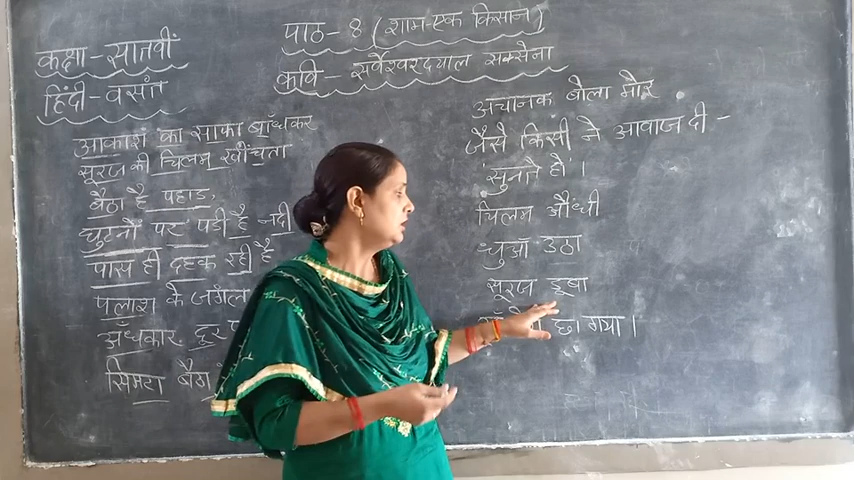 पाठ-8 (शाम-एक किसान)
कवि - सर्वेश्वरदयाल सक्सेना
कक्षा - सातवीं
हिंदी - वसंत
आकाश का साफा बाँधकर
सूरज की चिलम खींचता
बैठा है पहाड़,
घुटनों पर पड़ी है नदी
पास ही दहक रही है
पलाश के जगंल
अँधकार दूर
सिमटा बैठा
अचानक बोला मोर
जैसे किसी ने आवाज दी -
'सुनते हो'।
चिलम औंधी
धुआँ उठा
सूरज डूबा
छा गया।